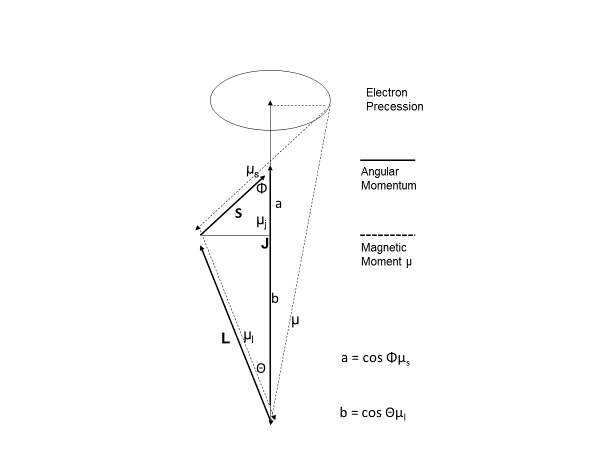 Electron
Precession
μs
Φ
a
Angular
Momentum
S
μj
J
Magnetic
Moment μ
b
μ
L
μl
Θ
a = cos Φμs
b = cos Θμl